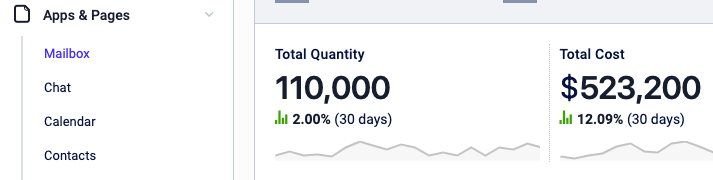 Apps & Pages
Mailbox
Chat
Calendar
Contacts
Total Quantity
110,000
2.00% (30 days)
Total Cost
$523,200
12.09% (30 days)